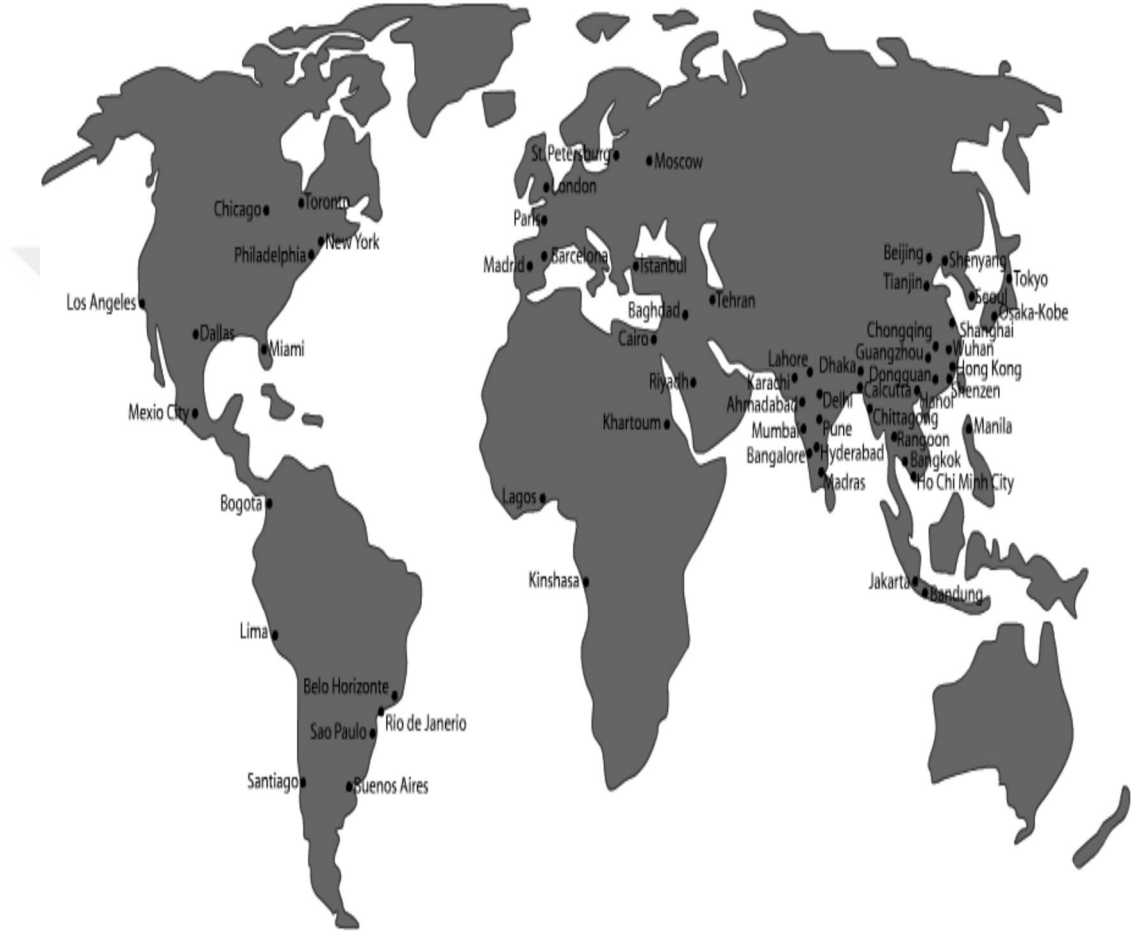 St.Petersburg
Moscow
London
Chicago
Toronto
Paris
New York
Philadelphia
Barcelona
Madrid
Istanbul
Beijing
Shenyang
Tianjin
Tokyo
Los Angeles
Tehran
Seoul
Baghdad
Osaka-Kobe
Dallas
Cairo
Chongqing
Shanghai
Miami
Guangzhou
Wuhan
Lahore
Dhaka
Hong Kong
Riyadh
Karachi
Dongguan
Calcutta
Shenzen
Mexio City
Ahmadabad
Delhi
Hanoi
Khartoum
Chittagong
Mumbai
Pune
Manila
Rangoon
Bangalore
Hyderabad
Bangkok
Madras
Ho Chi Minh City
Bogota
Lagos
Kinshasa
Jakarta
Bandung
Lima
Belo Horizonte
Rio de Janerio
Sao Paulo
Santiago
Buenos Aires